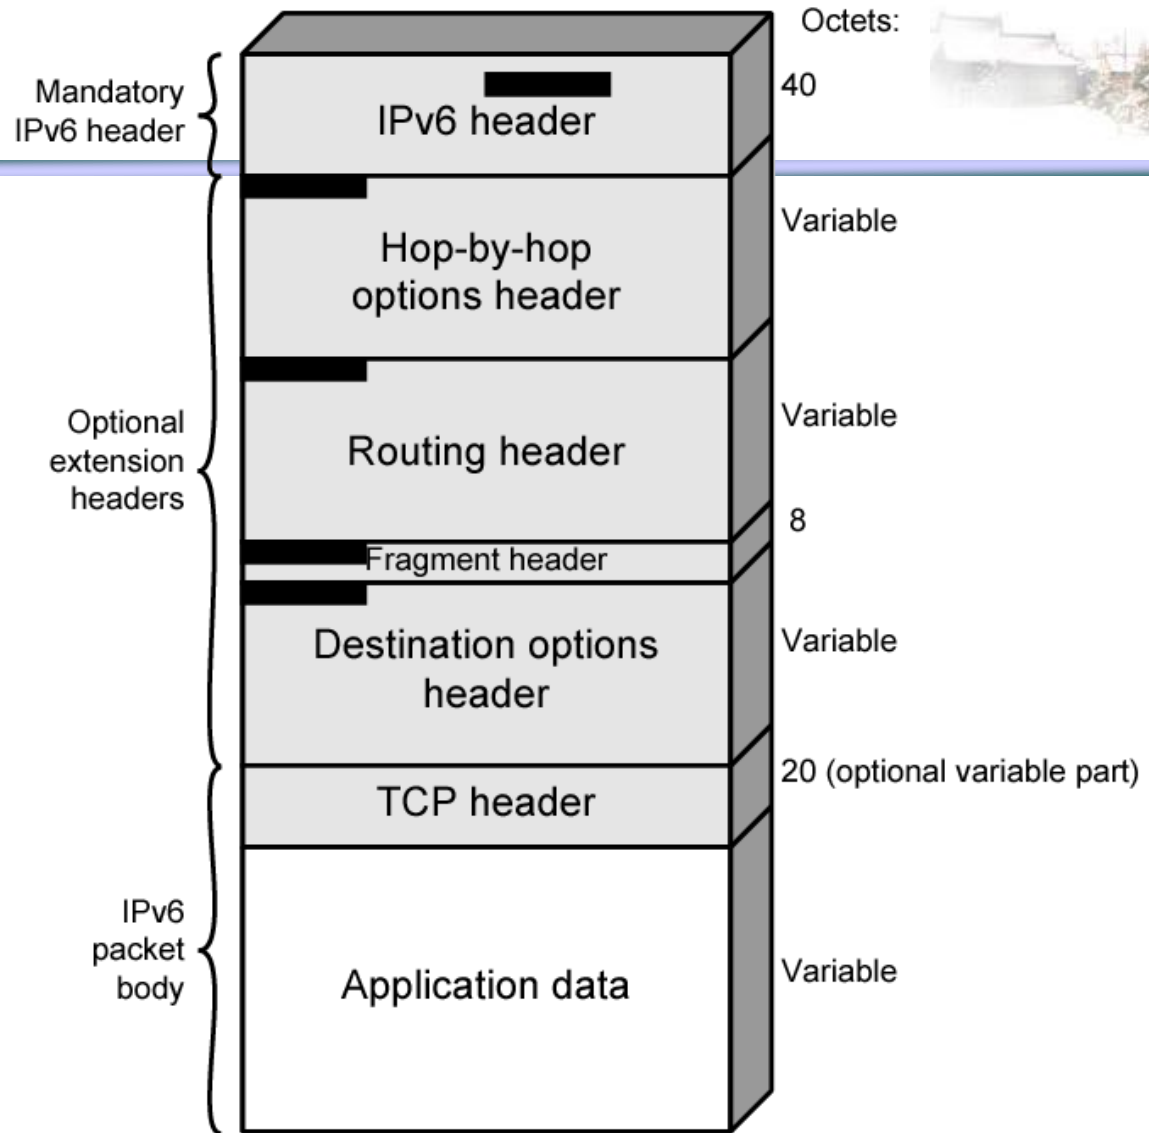 Octets:
Mandatory
IPv6 header
IPv6 header
40
Hop-by-hop
options header
Variable
Optional
extension
headers
Routing header
Variable
Fragment header
8
Destination options
header
Variable
TCP header
20 (optional variable part)
IPv6
packet
body
Application data
Variable